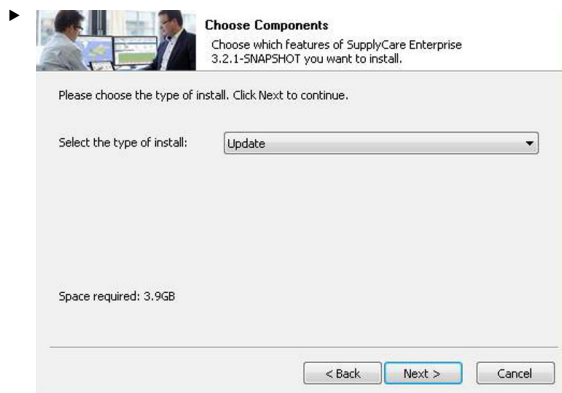 Choose Components
Choose which features of SupplyCare Enterprise
3.2.1-SNAPSHOT you want to install.
Please choose the type of install. Click Next to continue.
Select the type of install:
Update
Space required: 3.9GB
< Back
Next >
Cancel